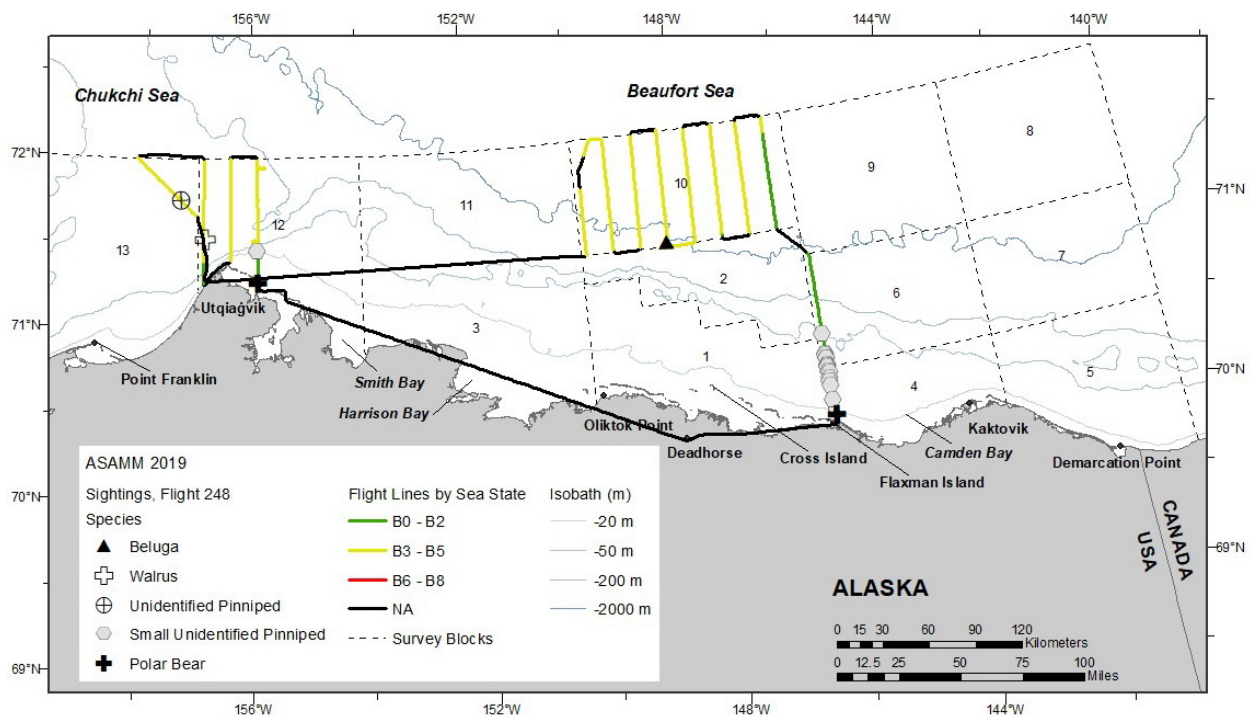 156°W 152°W 148°W 144°W 140°W
Chukchi Sea
Beaufort Sea
8
72°N
9
71°N
10
11
12
13
7
2
6
Utqiaġvik
71°N
3
70°N
1
Point Franklin
Smith Bay
5
4
Harrison Bay
Oliktok Point
Kaktovik
Deadhorse
Cross Island
Camden Bay
Demarcation Point
Flaxman Island
70°N
69°N
CANADA
USA
ASAMM 2019
Sightings, Flight 248
Species
Beluga
Walrus
Unidentified Pinniped
Small Unidentified Pinniped
Polar Bear
Flight Lines by Sea State
B0 - B2
B3 - B5
B6 - B8
NA
Survey Blocks
Isobath (m)
-20 m
-50 m
-200 m
-2000 m
ALASKA
0 15 30 60 90 120
Kilometers
0 12.5 25 50 75 100
Miles
69°N
156°W 152°W 148°W 144°W